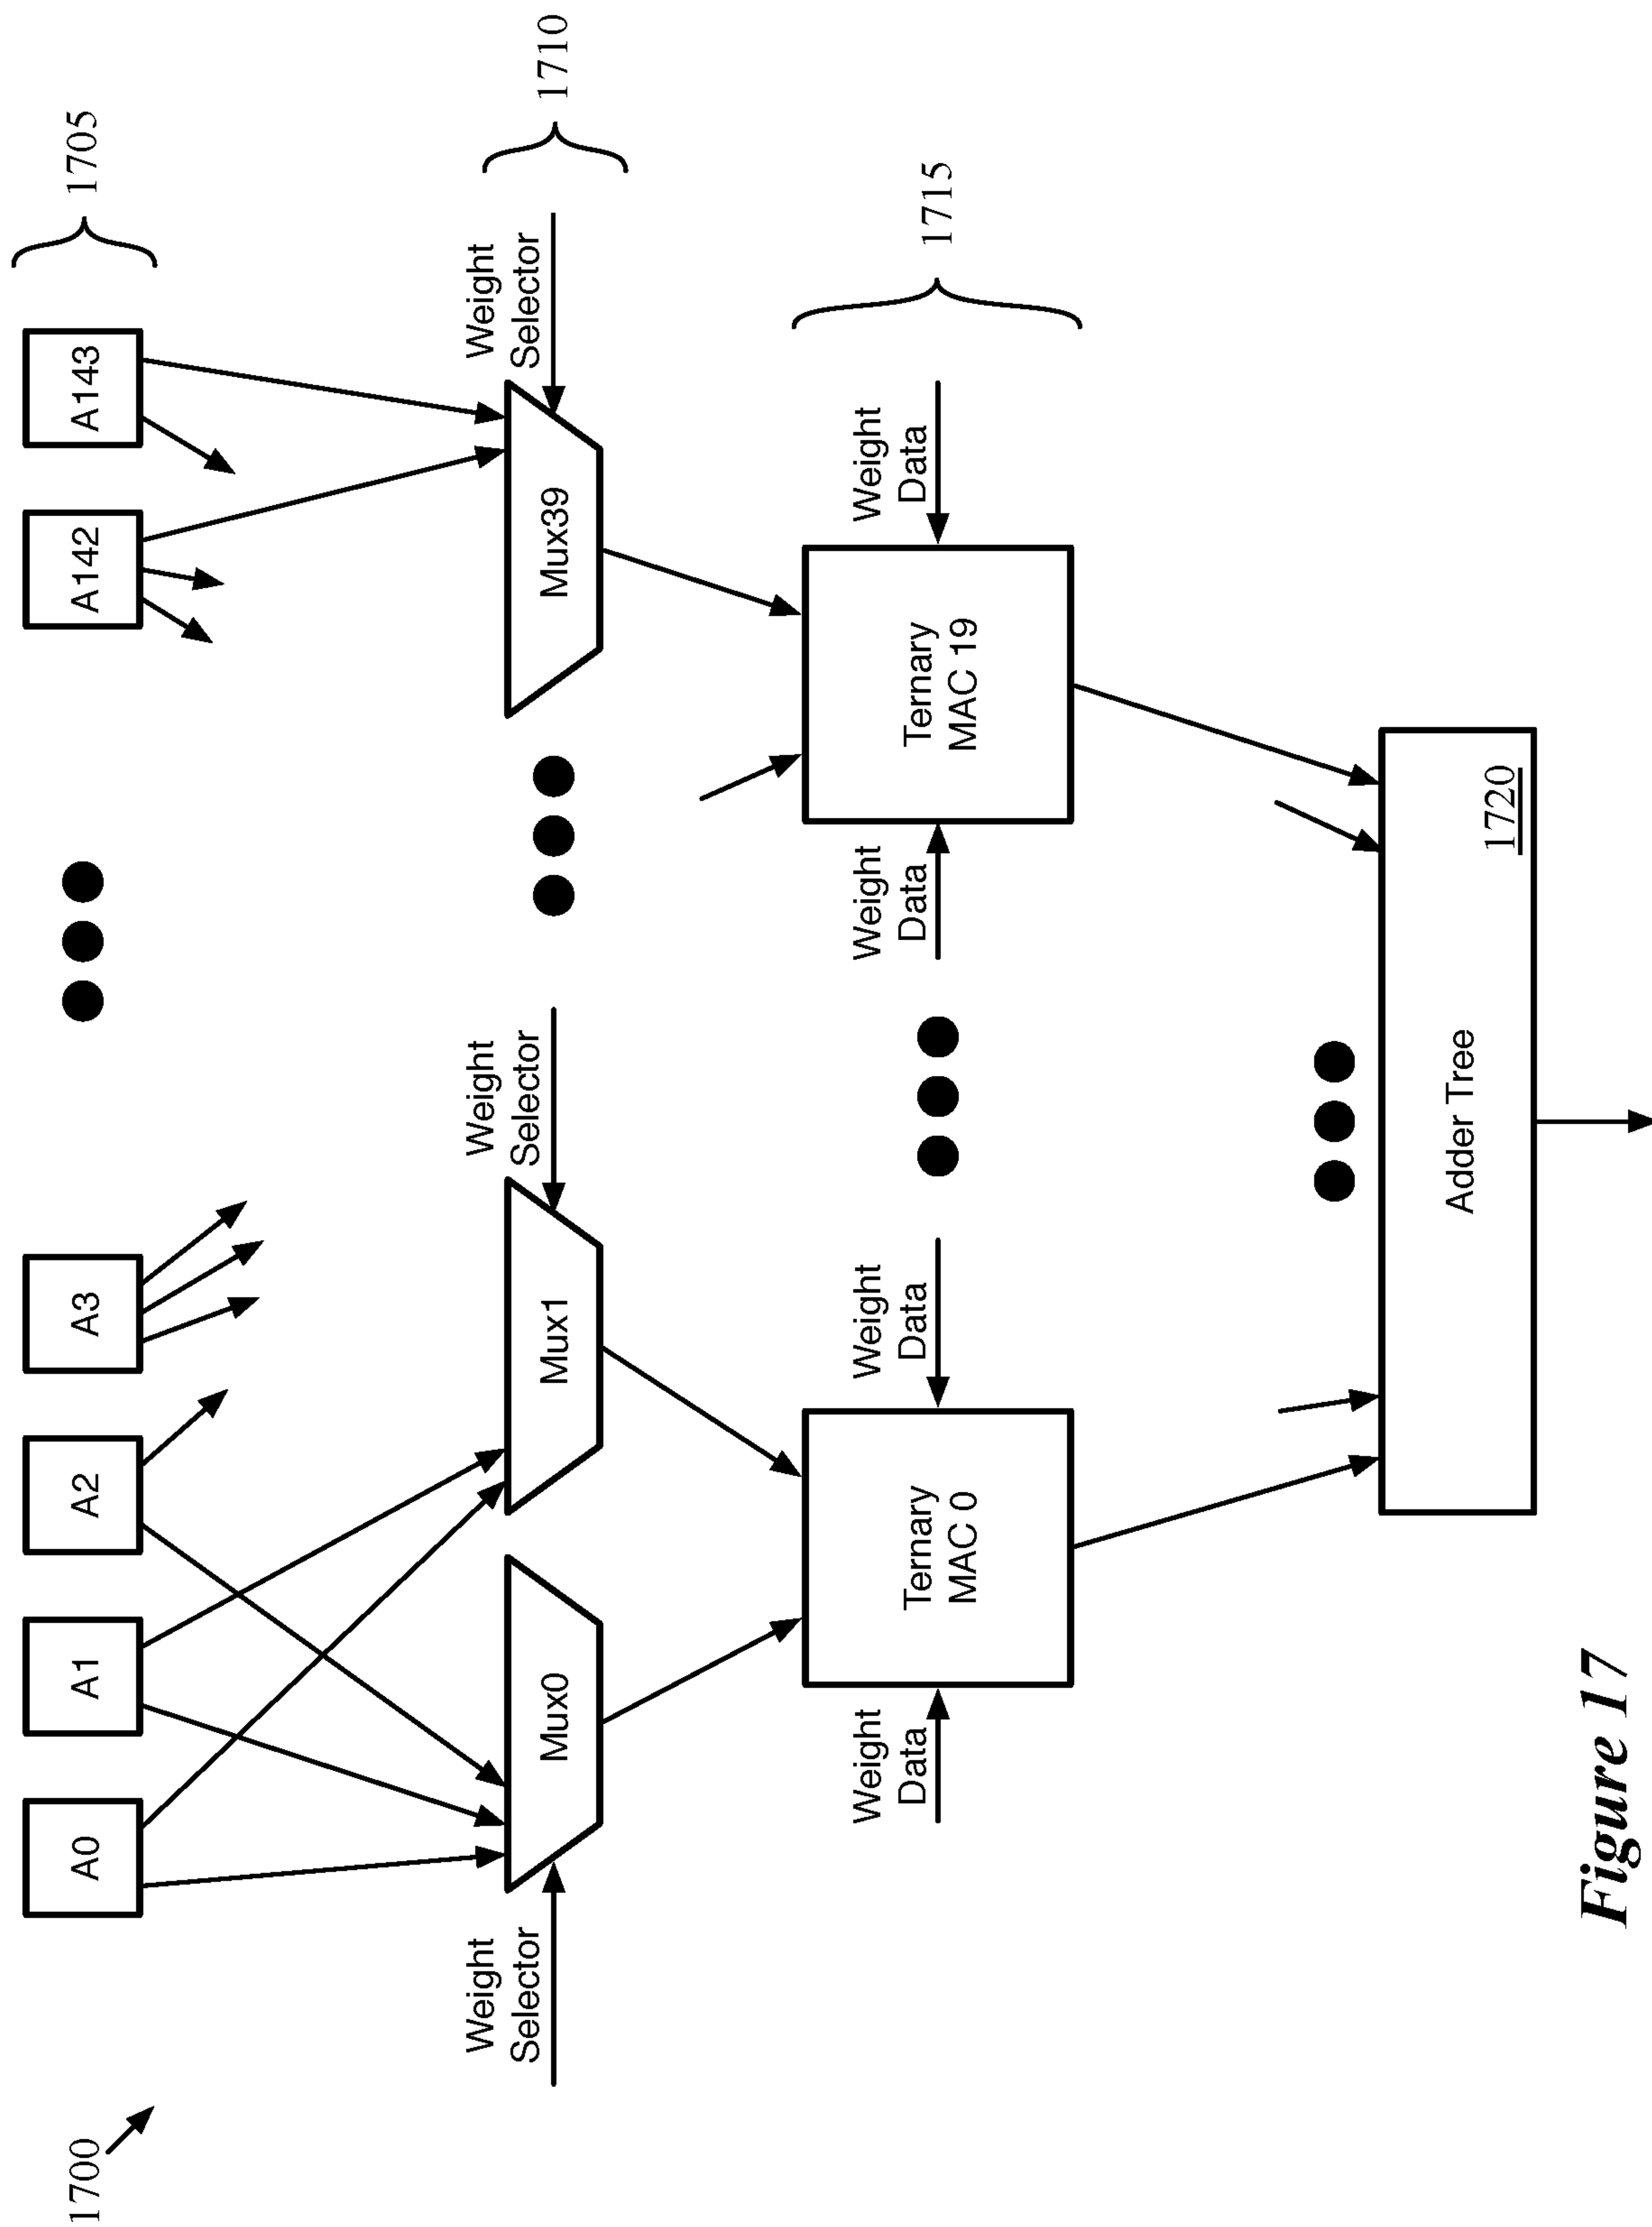 1700
1705
A0
A1
A2
A3
A142
A143
1710
Weight
Selector
Mux0
Mux1
Weight
Selector
Mux39
Weight
Selector
1715
Weight
Data
Ternary
MAC 0
Weight
Data
Weight
Data
Ternary
MAC 19
Weight
Data
Adder Tree
1720
Figure 17